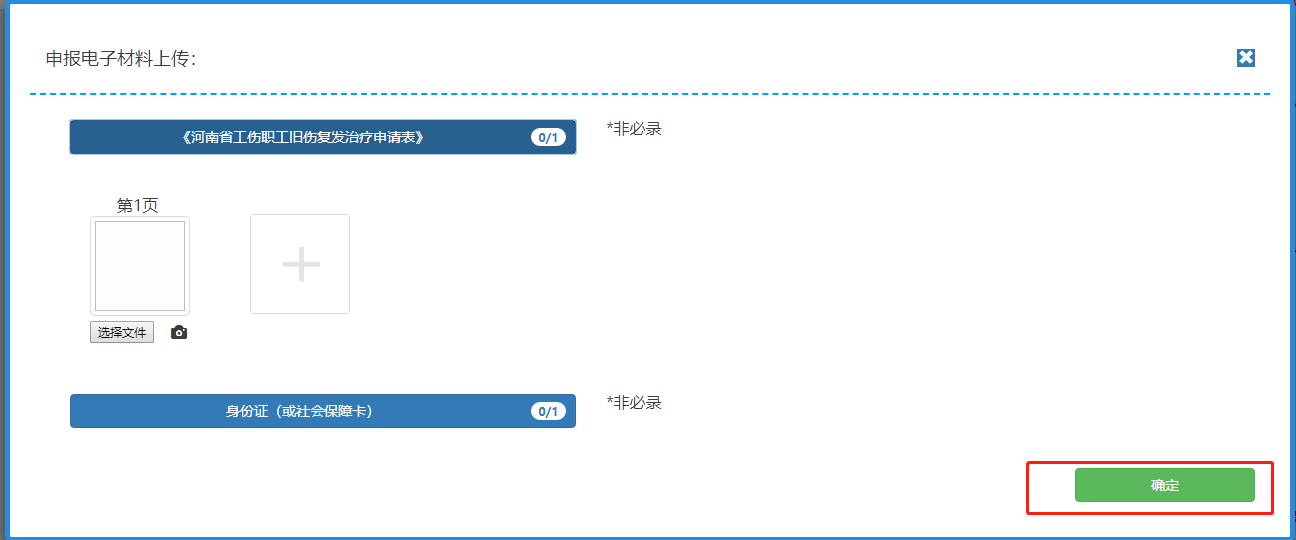 申报电子材料上传：
《河南省工伤职工旧伤复发治疗申请表》 0/1 *非必录
第1页
选择文件
身份证（或社会保障卡） 0/1 *非必录
确定